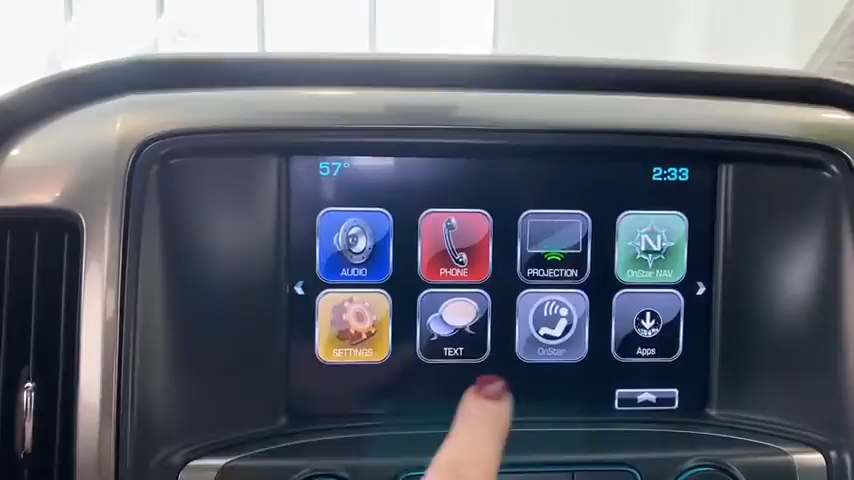 57°
2:33
AUDIO
PHONE
PROJECTION
N
OnStar NAV
SETTINGS
TEXT
OnStar
Apps